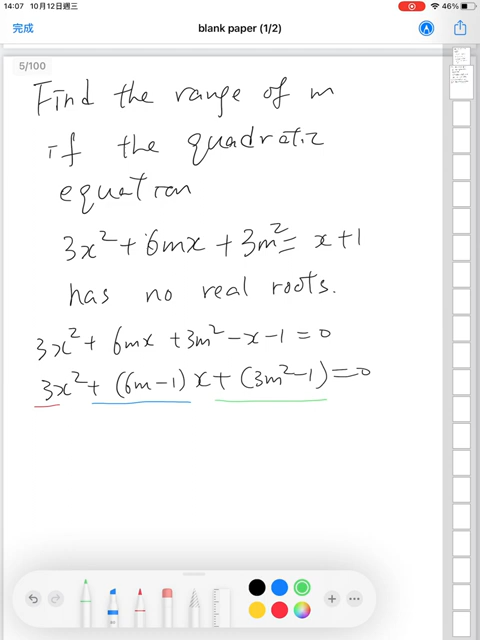 14:07 10月12日週三
46%
完成
blank paper (1/2)
5/100
Find the range of m
if the quadratic
equation
3x² + 6mx + 3m² = x + 1
has no real roots.
3x² + 6mx + 3m² - x - 1 = 0
3x² + (6m - 1) x + (3m² - 1) = 0